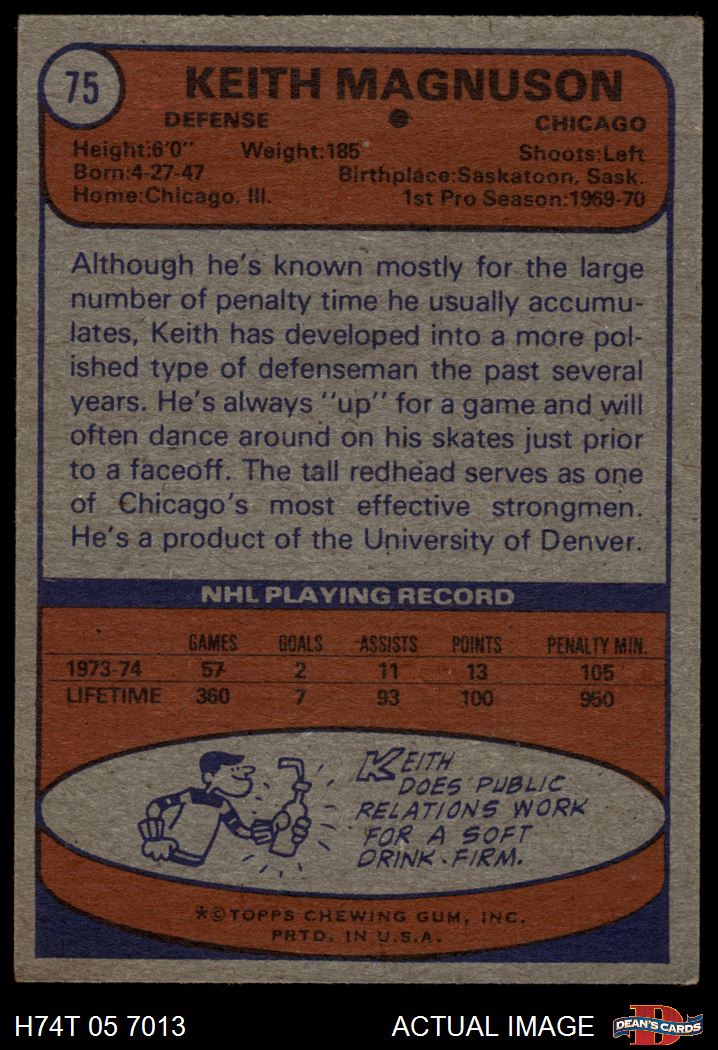 75
KEITH MAGNUSON
DEFENSE
CHICAGO
Height:6'0" Weight:185 Shoots:Left
Born:4-27-47 Birthplace:Saskatoon, Sask.
Home:Chicago, Ill. 1st Pro Season:1969-70
Although he's known mostly for the large
number of penalty time he usually accumu-
lates, Keith has developed into a more pol-
ished type of defenseman the past several
years. He's always "up" for a game and will
often dance around on his skates just prior
to a faceoff. The tall redhead serves as one
of Chicago's most effective strongmen.
He's a product of the University of Denver.
NHL PLAYING RECORD
GAMES GOALS ASSISTS POINTS PENALTY MIN.
1973-74 57 2 11 13 105
LIFETIME 360 7 93 100 950
KEITH
DOES PUBLIC
RELATIONS WORK
FOR A SOFT
DRINK FIRM.
*©TOPPS CHEWING GUM, INC.
PRTD. IN U.S.A.
H74T 05 7013 ACTUAL IMAGE DEAN'S CARDS